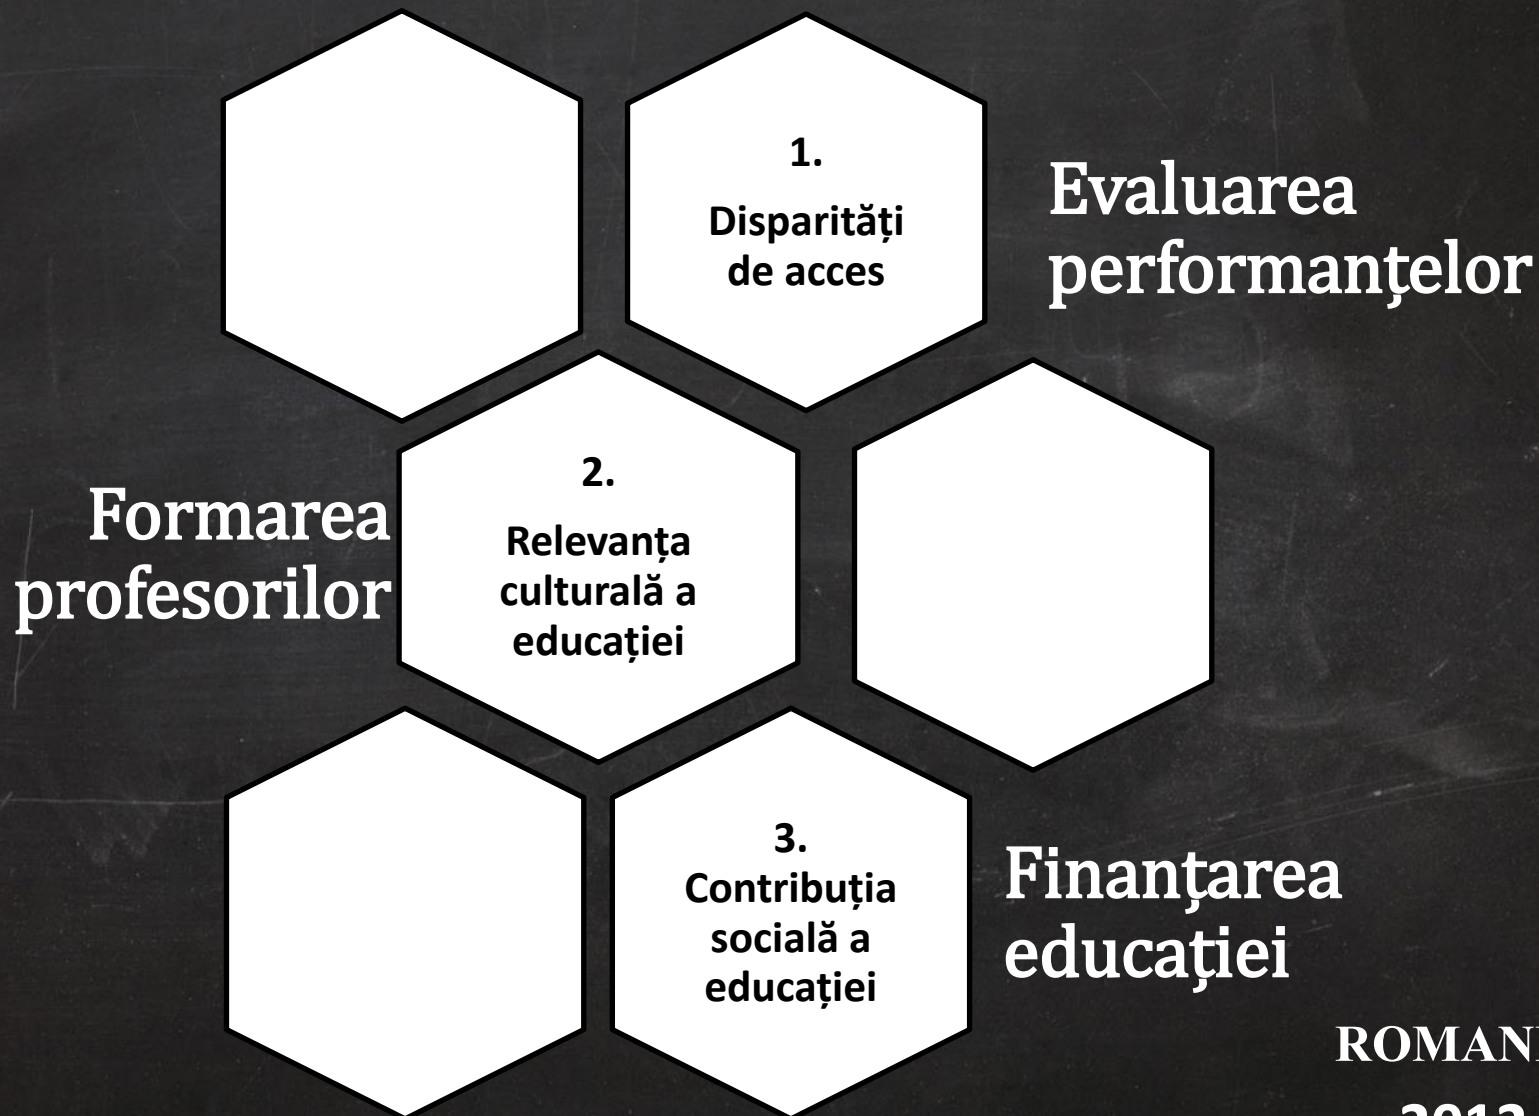 1.
Disparități
de acces
Evaluarea
performanțelor
Formarea
profesorilor
2.
Relevanța
culturală a
educației
3.
Contribuția
socială a
educației
Finanțarea
educației